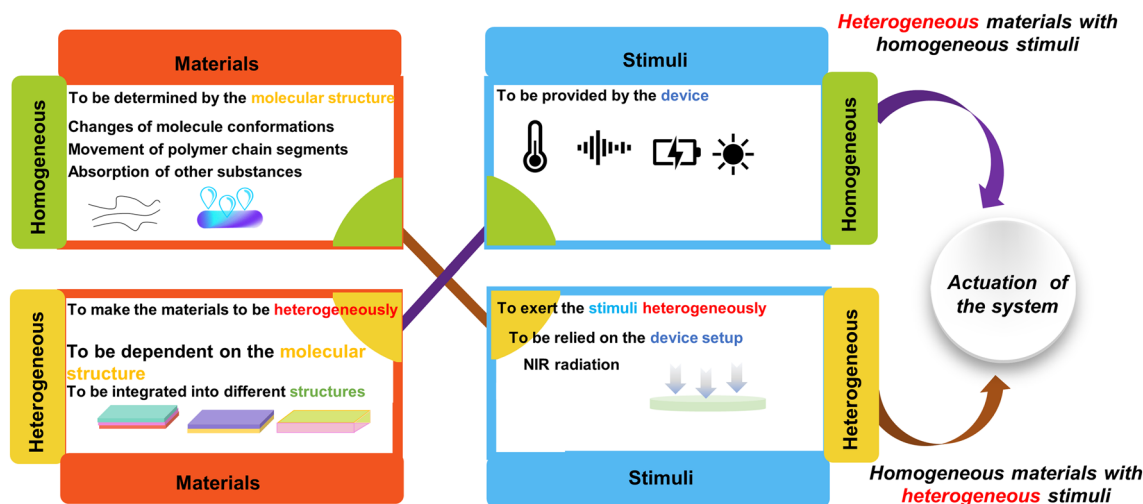 Heterogeneous materials with
homogeneous stimuli
Materials
Stimuli
Homogeneous
To be determined by the molecular structure
Changes of molecule conformations
Movement of polymer chain segments
Absorption of other substances
To be provided by the device
Homogeneous
Actuation of
the system
Heterogeneous
To make the materials to be heterogeneously
To be dependent on the molecular
structure
To be integrated into different structures
To exert the stimuli heterogeneously
To be relied on the device setup
NIR radiation
Heterogeneous
Materials
Stimuli
Homogeneous materials with
heterogeneous stimuli